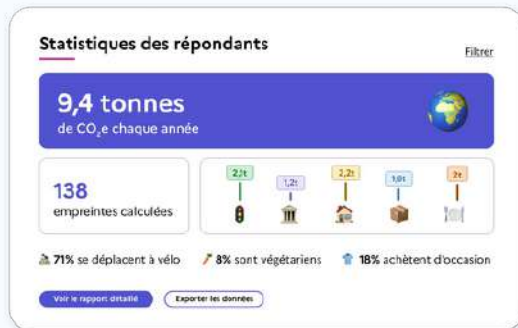 Statistiques des répondants
Filtrer
9,4 tonnes
de CO₂e chaque année
138
empreintes calculées
2,1t
1,2t
2,2t
2t
71% se déplacent à vélo
8% sont végétariens
18% achètent d'occasion
Voir le rapport détaillé
Exporter les données